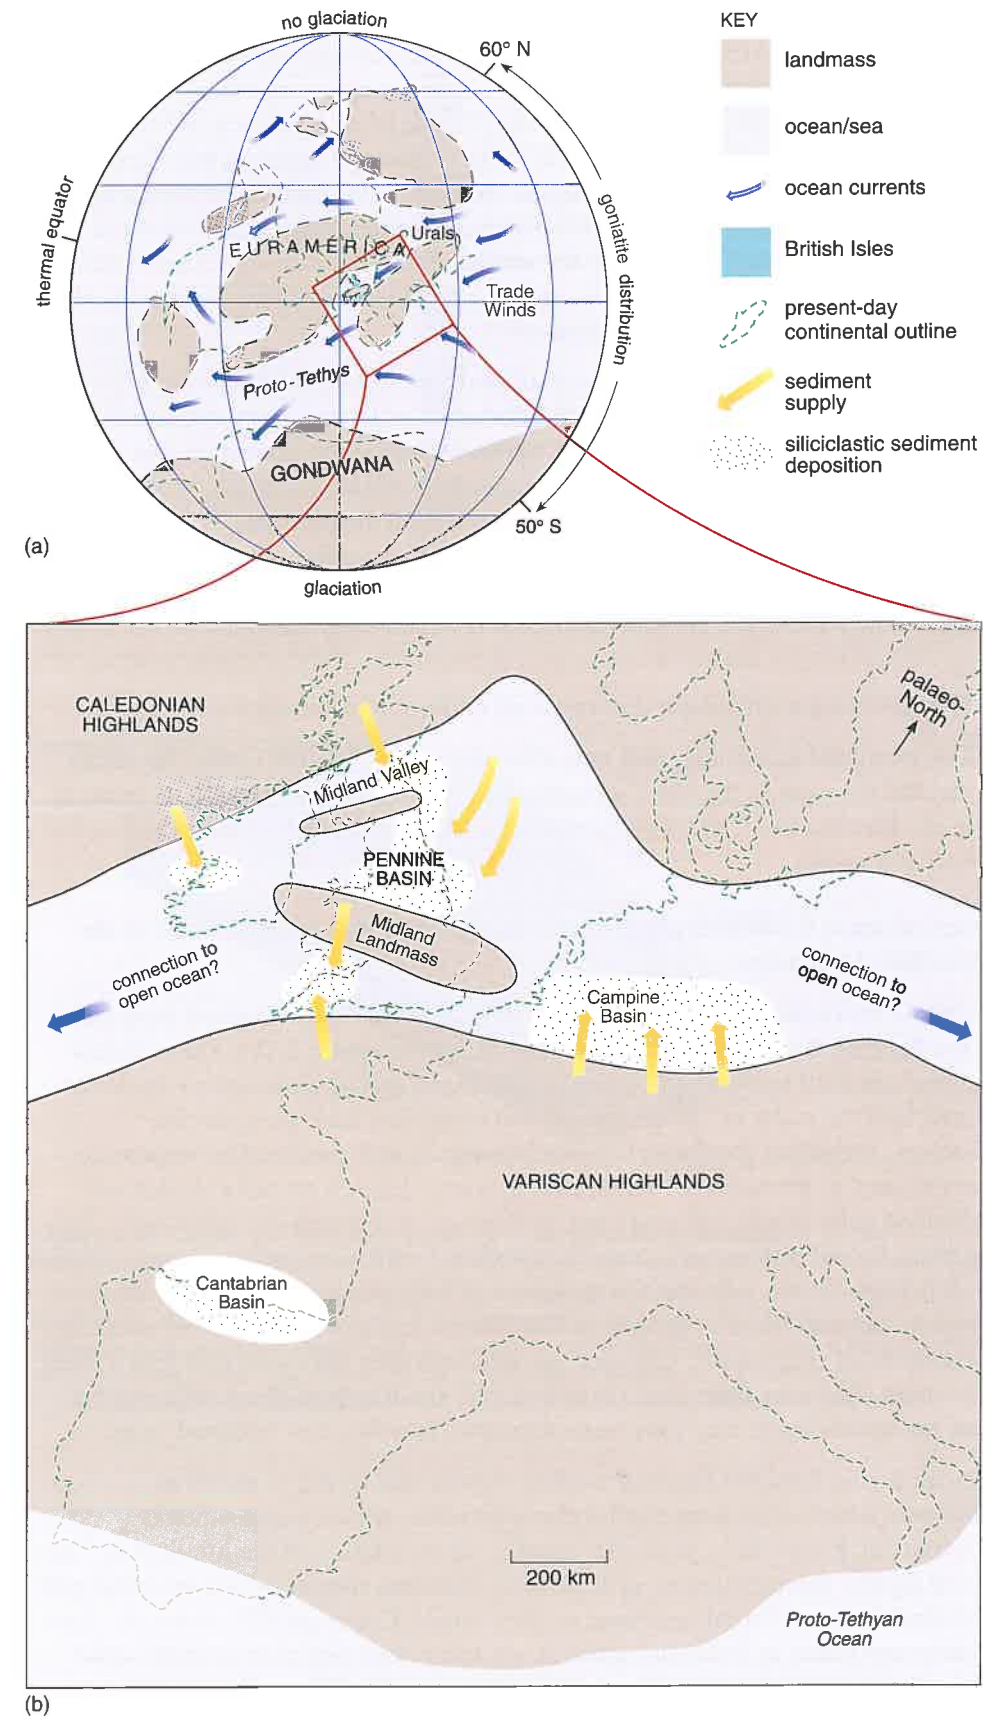 no glaciation
60° N
thermal equator
goniatite distribution
EURAMERICA
Urals
Trade
Winds
Proto-Tethys
GONDWANA
50° S
glaciation
(a)
KEY
landmass
ocean/sea
ocean currents
British Isles
present-day
continental outline
sediment
supply
siliciclastic sediment
deposition
CALEDONIAN
HIGHLANDS
palaeo-
North
Midland Valley
PENNINE
BASIN
Midland
Landmass
connection to
open ocean?
connection to
open ocean?
Campine
Basin
VARISCAN HIGHLANDS
Cantabrian
Basin
200 km
Proto-Tethyan
Ocean
(b)